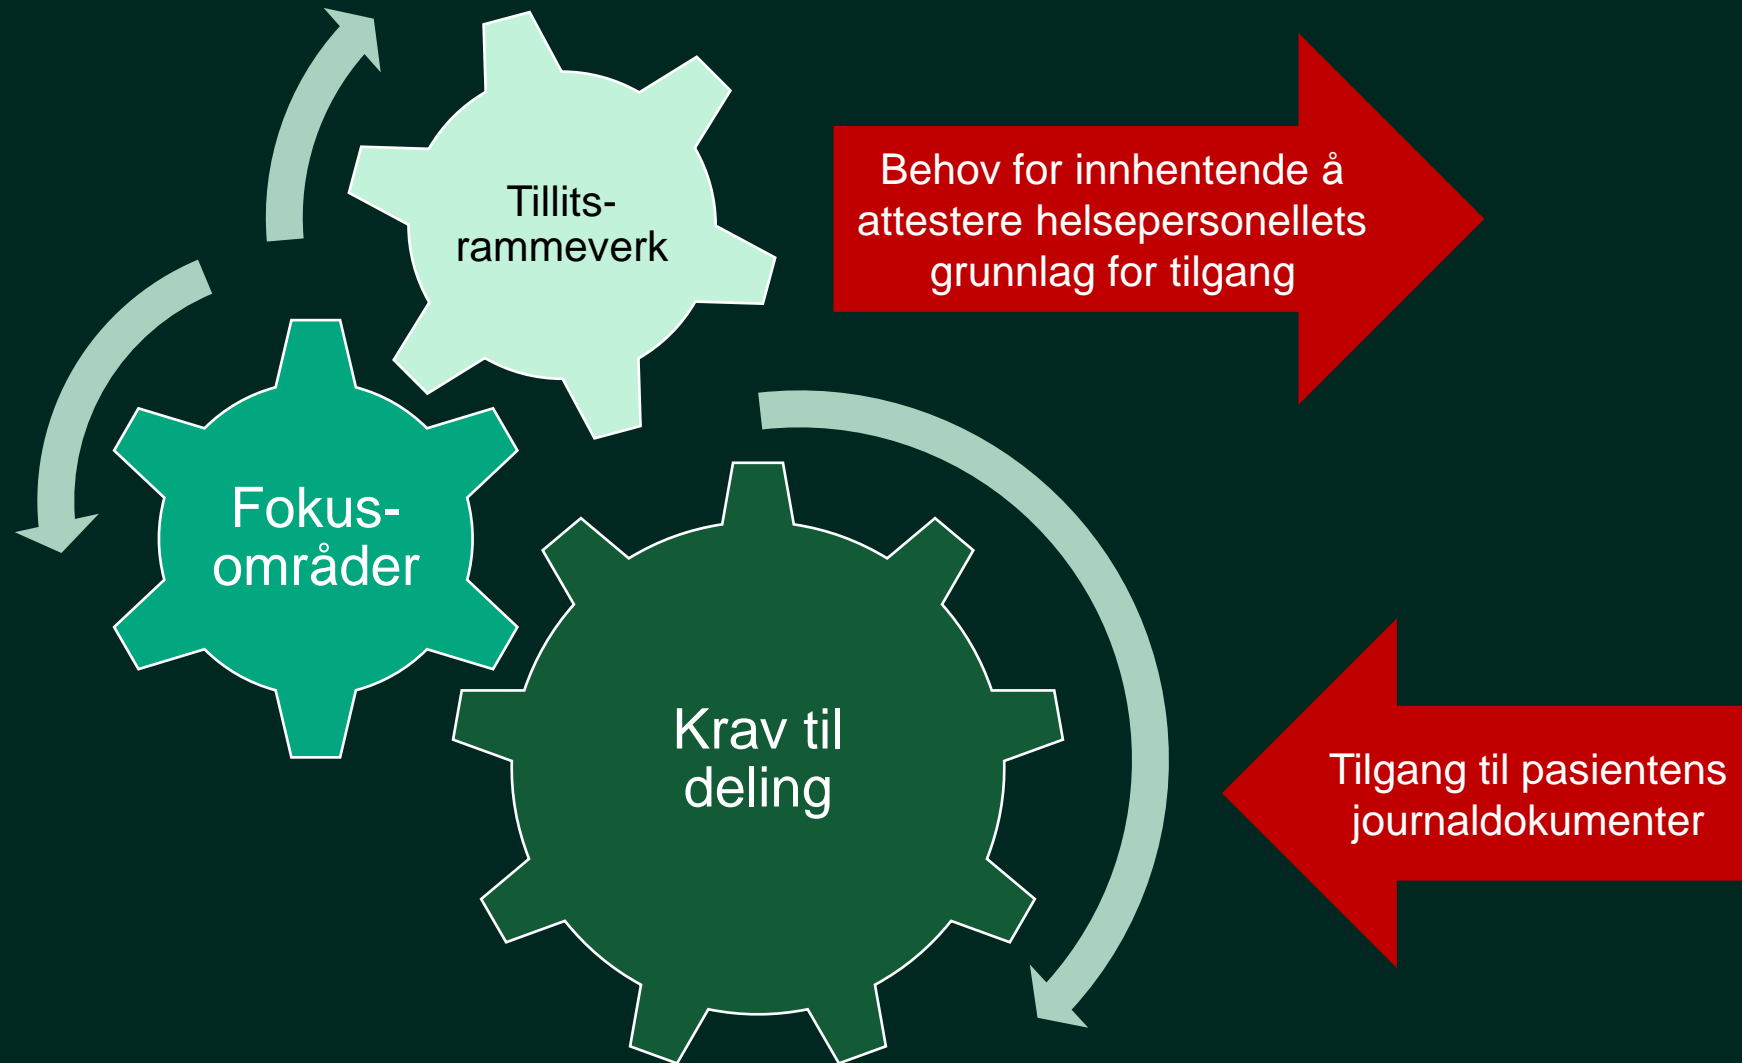 Tillits-
rammeverk
Behov for innhentende å
attestere helsepersonellets
grunnlag for tilgang
Fokus-
områder
Krav til
deling
Tilgang til pasientens
journaldokumenter